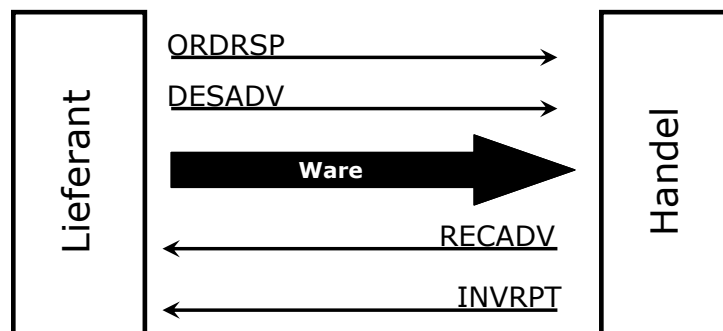 Lieferant
ORDRSP
DESADV
Ware
RECADV
INVRPT
Handel